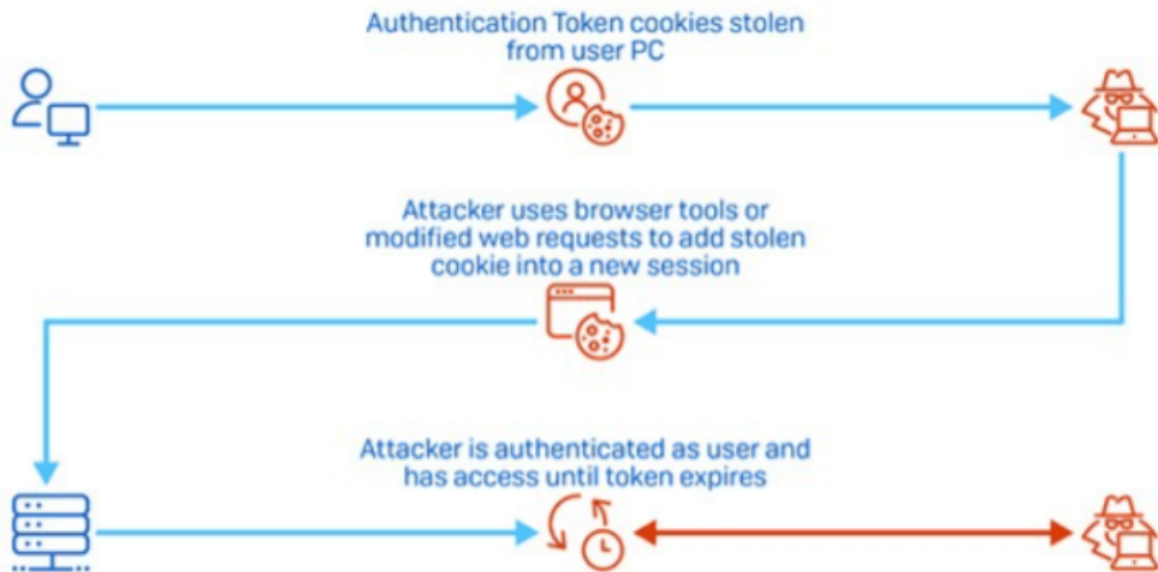 Authentication Token cookies stolen
from user PC
Attacker uses browser tools or
modified web requests to add stolen
cookie into a new session
Attacker is authenticated as user and
has access until token expires